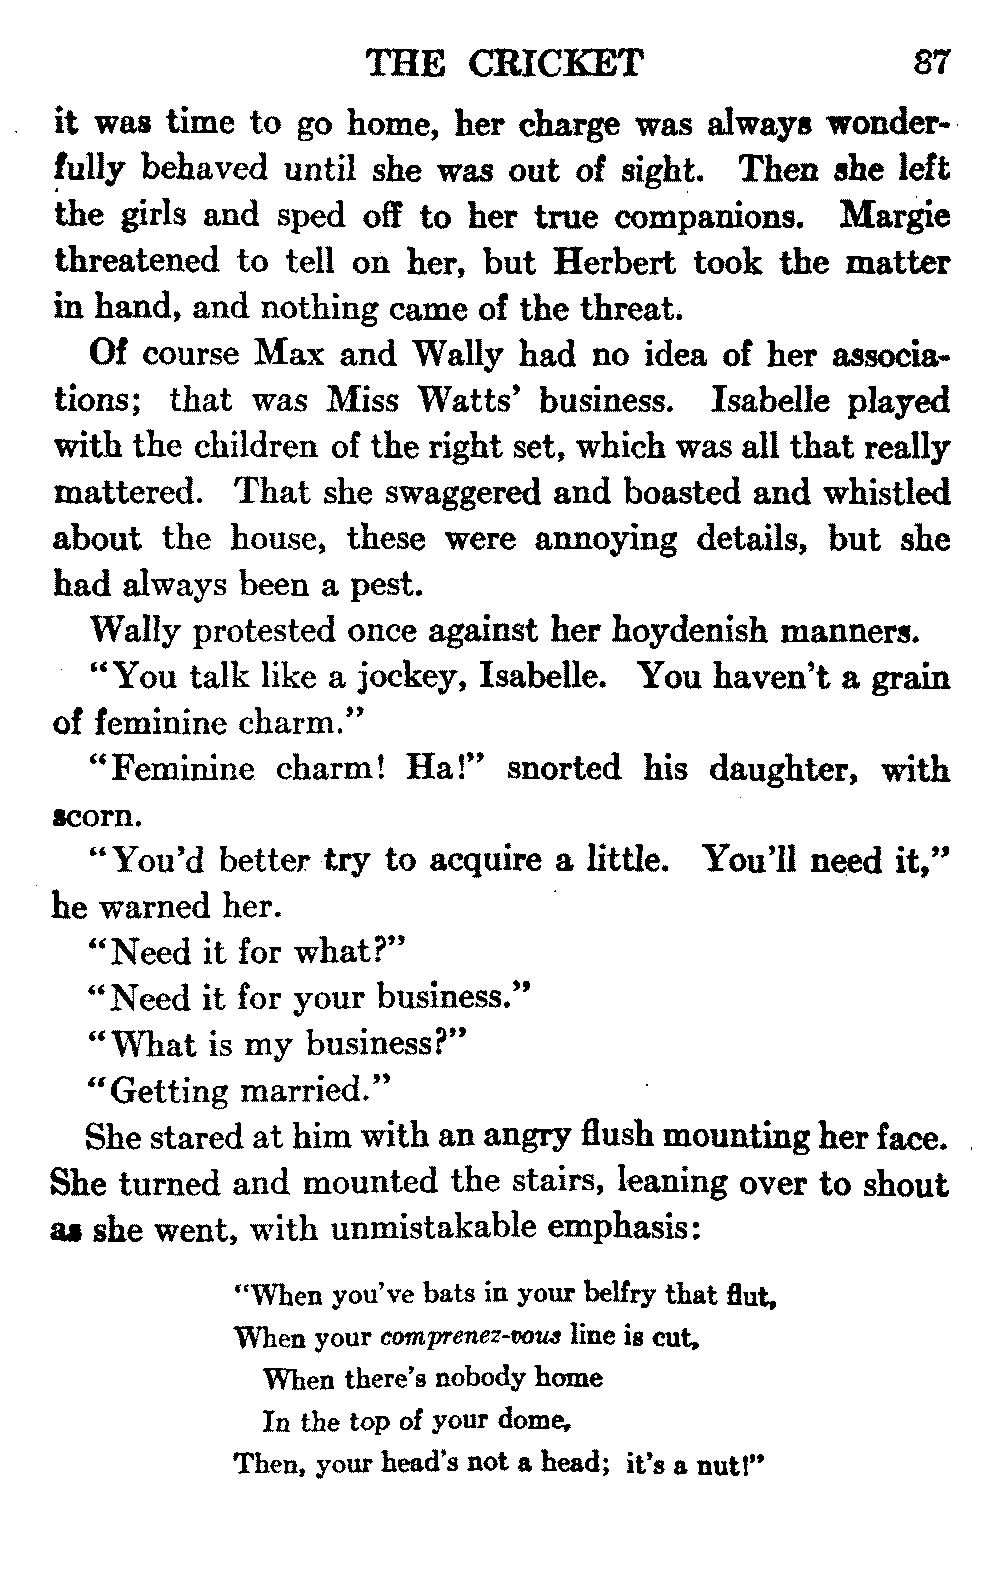 THE CRICKET 87
it was time to go home, her charge was always wonder-
fully behaved until she was out of sight. Then she left
the girls and sped off to her true companions. Margie
threatened to tell on her, but Herbert took the matter
in hand, and nothing came of the threat.
Of course Max and Wally had no idea of her associa-
tions; that was Miss Watts' business. Isabelle played
with the children of the right set, which was all that really
mattered. That she swaggered and boasted and whistled
about the house, these were annoying details, but she
had always been a pest.
Wally protested once against her hoydenish manners.
"You talk like a jockey, Isabelle. You haven't a grain
of feminine charm."
"Feminine charm! Ha!" snorted his daughter, with
scorn.
"You'd better try to acquire a little. You'll need it,"
he warned her.
"Need it for what?"
"Need it for your business."
"What is my business?"
"Getting married."
She stared at him with an angry flush mounting her face.
She turned and mounted the stairs, leaning over to shout
as she went, with unmistakable emphasis:
"When you've bats in your belfry that flut,
When your comprenez-vous line is cut,
When there's nobody home
In the top of your dome,
Then, your head's not a head; it's a nut!"